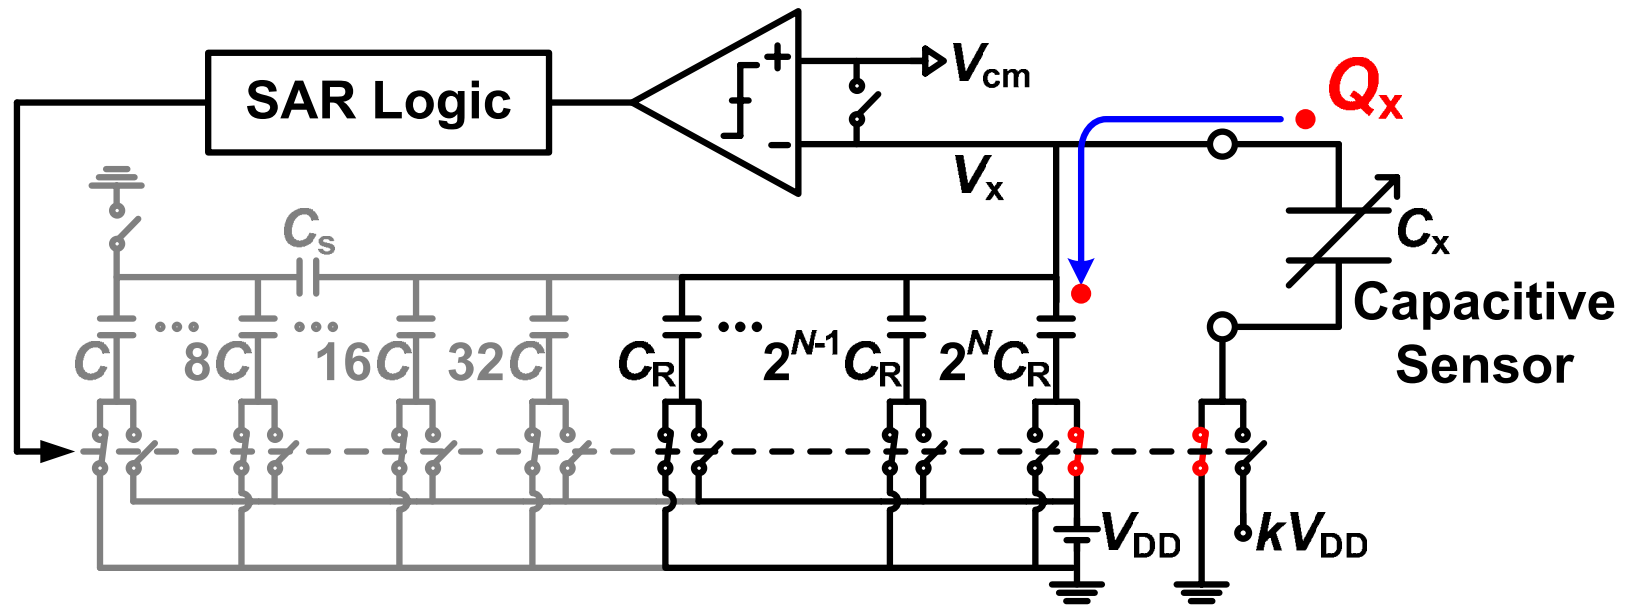 SAR Logic
+
−
Vcm
Qx
Vx
Cs
Cx
Capacitive
Sensor
C
8C
16C
32C
CR
2N-1CR
2NCR
VDD
kVDD